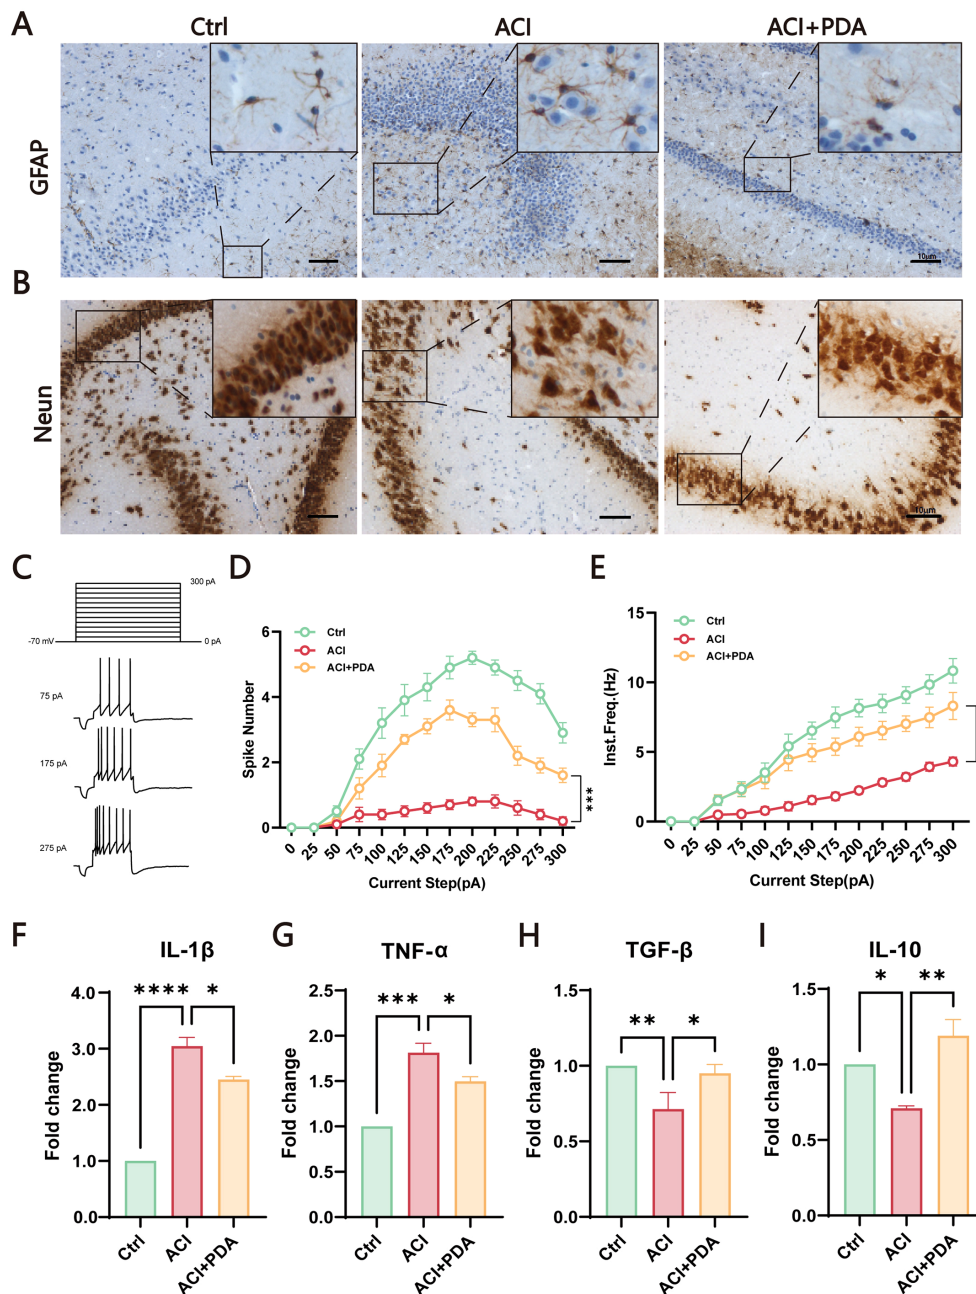 A
Ctrl
ACI
ACI+PDA
GFAP
10μm
B
Neun
10μm
C
300 pA
-70 mV
0 pA
75 pA
175 pA
275 pA
D
Ctrl
ACI
ACI+PDA
Spike Number
6
4
2
0
***
0 25 50 75 100 125 150 175 200 225 250 275 300
Current Step(pA)
E
Ctrl
ACI
ACI+PDA
Inst.Freq.(Hz)
15
10
5
0
0 25 50 75 100 125 150 175 200 225 250 275 300
Current Step(pA)
F
IL-1β
**** *
Fold change
4.0
3.0
2.0
1.0
0.0
Ctrl ACI ACI+PDA
G
TNF-α
*** *
Fold change
2.5
2.0
1.5
1.0
0.5
0.0
Ctrl ACI ACI+PDA
H
TGF-β
** *
Fold change
1.5
1.0
0.5
0.0
Ctrl ACI ACI+PDA
I
IL-10
* **
Fold change
1.5
1.0
0.5
0.0
Ctrl ACI ACI+PDA